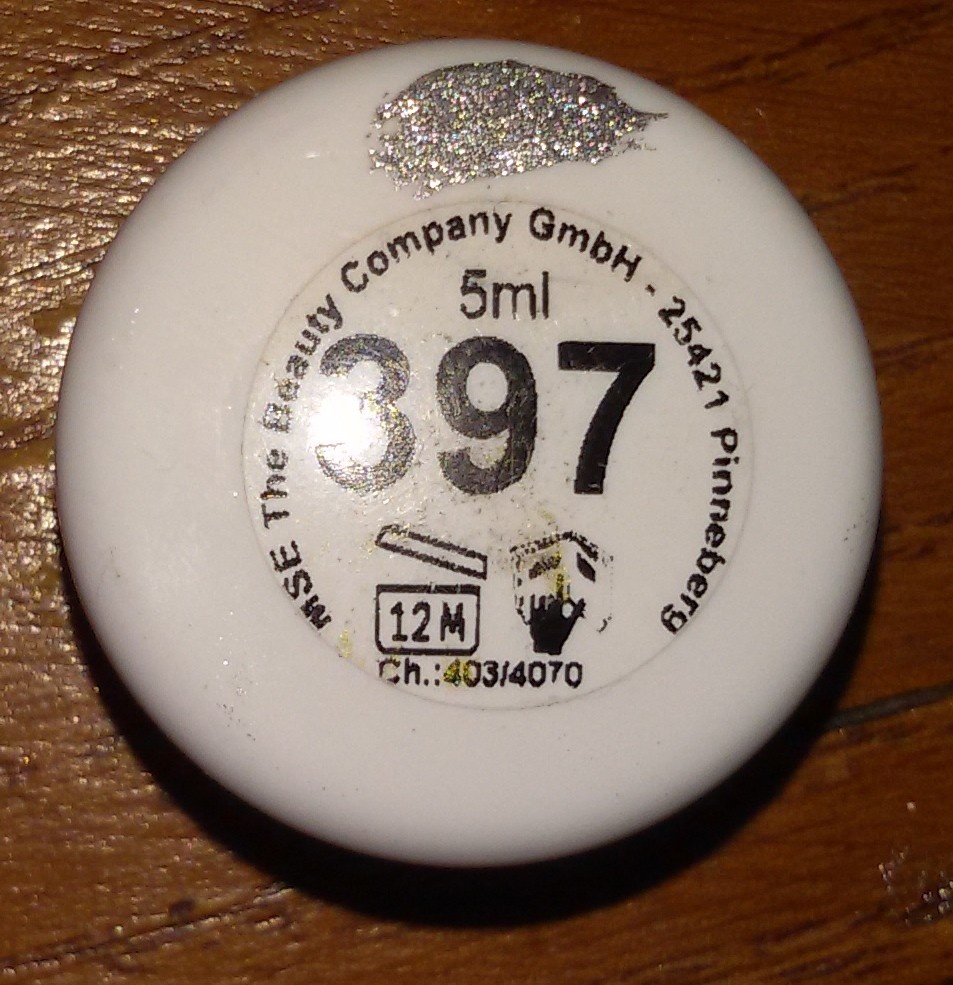 MSE The Beauty Company GmbH - 25421 Pinneberg
5ml
397
12M
Ch.:403/4070